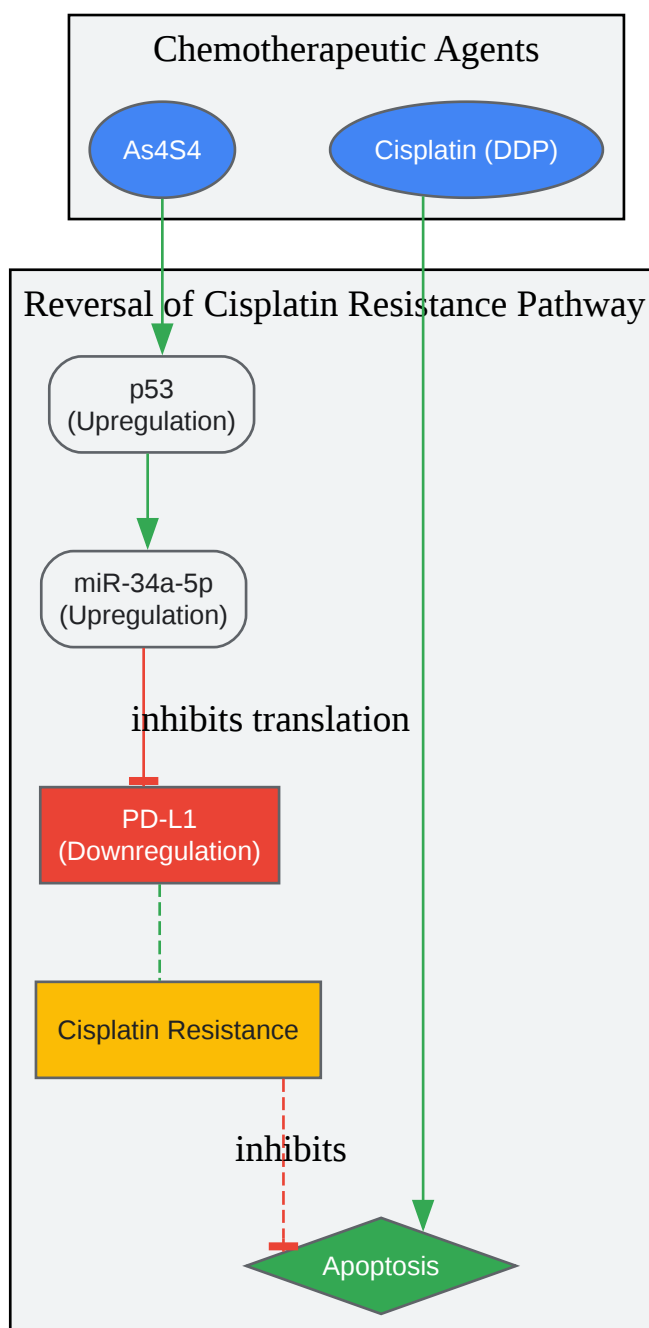 Chemotherapeutic Agents
As4S4
Cisplatin (DDP)
Reversal of Cisplatin Resistance Pathway
p53
(Upregulation)
miR-34a-5p
(Upregulation)
inhibits translation
PD-L1
(Downregulation)
Cisplatin Resistance
inhibits
Apoptosis